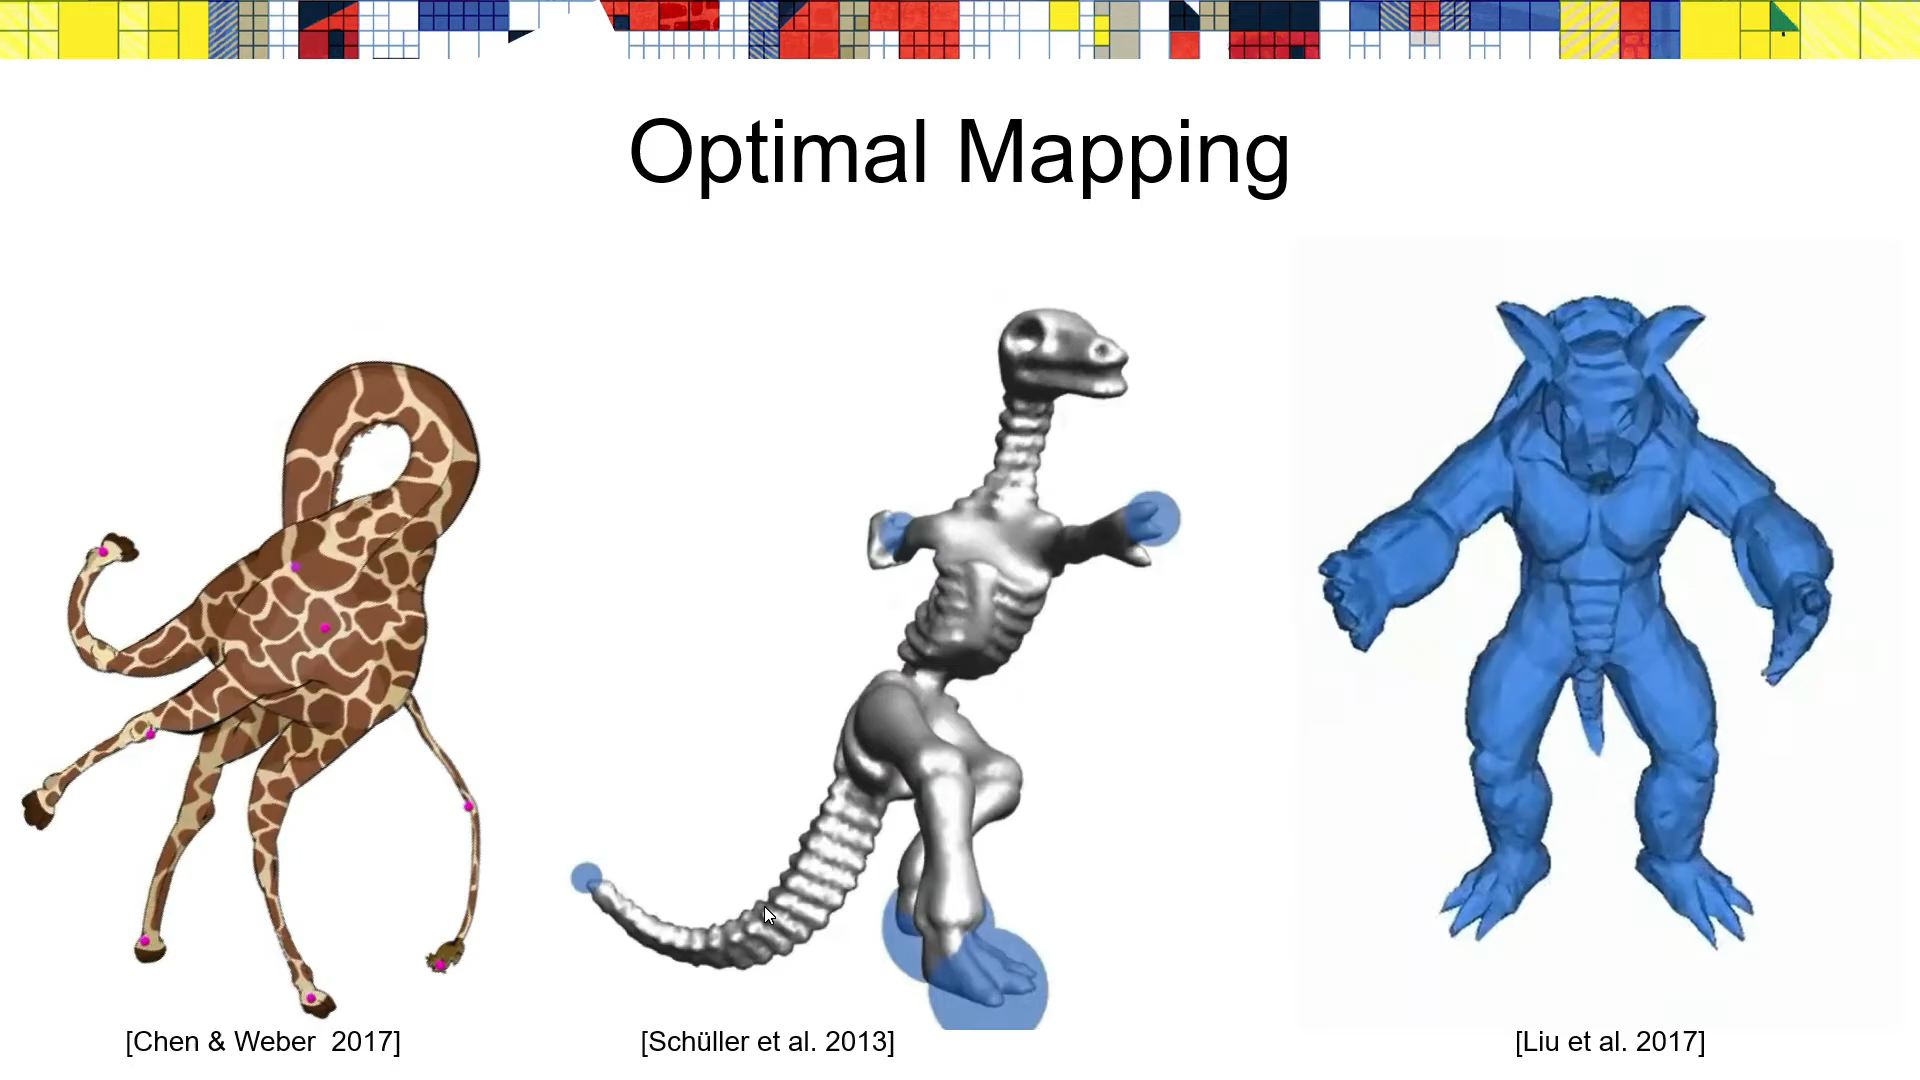 Optimal Mapping
[Chen & Weber  2017]
[Schüller et al. 2013]
[Liu et al. 2017]